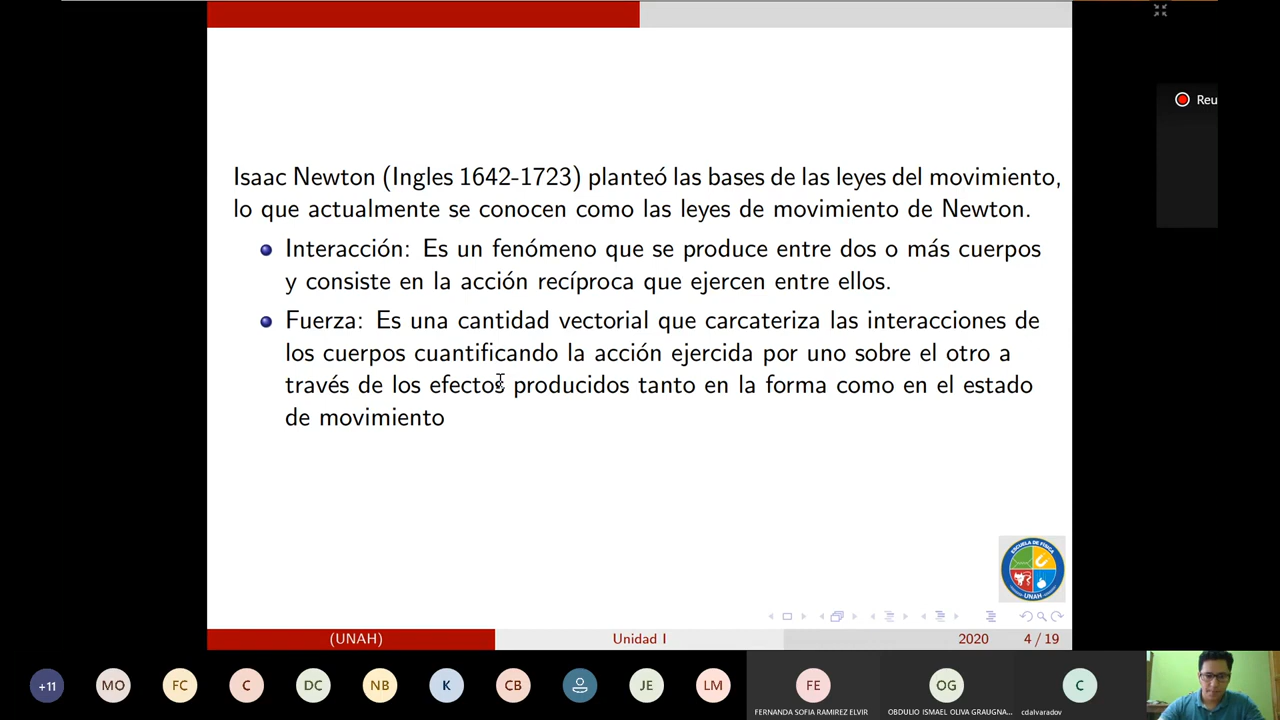 Reu
Isaac Newton (Ingles 1642-1723) planteó las bases de las leyes del movimiento,
lo que actualmente se conocen como las leyes de movimiento de Newton.
Interacción: Es un fenómeno que se produce entre dos o más cuerpos
y consiste en la acción recíproca que ejercen entre ellos.
Fuerza: Es una cantidad vectorial que carcateriza las interacciones de
los cuerpos cuantificando la acción ejercida por uno sobre el otro a
través de los efectos producidos tanto en la forma como en el estado
de movimiento
ESCUELA DE FÍSICA
UNAH
(UNAH) Unidad I 2020 4 / 19
+11 MO FC C DC NB K CB JE LM FE OG C
FERNANDA SOFIA RAMIREZ ELVIR OBDULIO ISMAEL OLIVA GRAUGNA... cdalvaradov